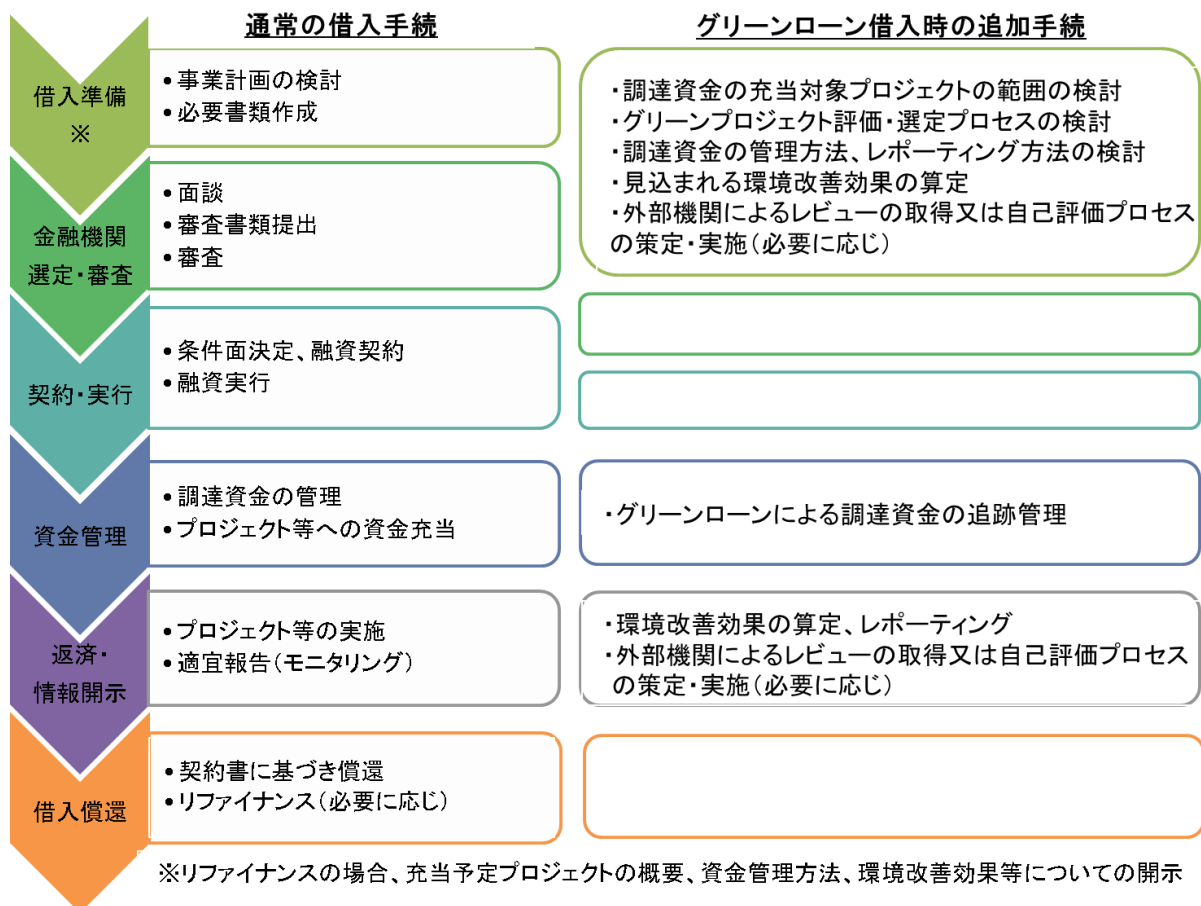 通常の借入手続
グリーンローン借入時の追加手続
借入準備
※
•事業計画の検討
•必要書類作成
・調達資金の充当対象プロジェクトの範囲の検討
・グリーンプロジェクト評価・選定プロセスの検討
・調達資金の管理方法、レポーティング方法の検討
・見込まれる環境改善効果の算定
・外部機関によるレビューの取得又は自己評価プロセス
の策定・実施(必要に応じ)
金融機関
選定・審査
•面談
•審査書類提出
•審査
契約・実行
•条件面決定、融資契約
•融資実行
資金管理
•調達資金の管理
•プロジェクト等への資金充当
・グリーンローンによる調達資金の追跡管理
返済・
情報開示
•プロジェクト等の実施
•適宜報告(モニタリング)
・環境改善効果の算定、レポーティング
・外部機関によるレビューの取得又は自己評価プロセス
の策定・実施(必要に応じ)
借入償還
•契約書に基づき償還
•リファイナンス(必要に応じ)
※リファイナンスの場合、充当予定プロジェクトの概要、資金管理方法、環境改善効果等についての開示